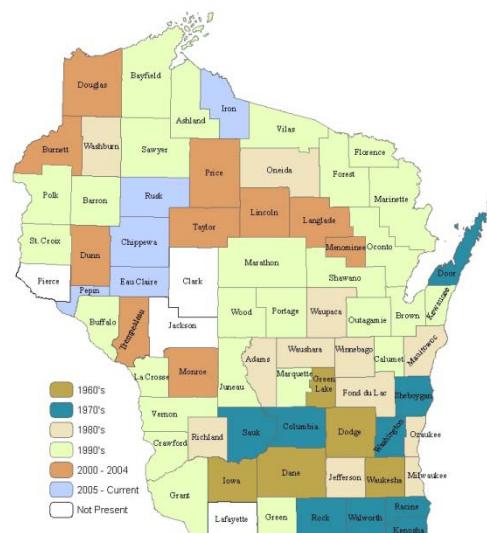 Bayfield
Douglas
Iron
Ashland
Vilas
Burnett
Washburn
Sawyer
Florence
Oneida
Forest
Price
Polk
Barron
Rusk
Marinette
Lincoln
Taylor
Langlade
Chippewa
St. Croix
Dunn
Menominee
Oconto
Door
Marathon
Pierce
Clark
Eau Claire
Shawano
Pepin
Kewaunee
Buffalo
Trempealeau
Jackson
Wood
Portage
Waupaca
Outagamie
Brown
Manitowoc
Waushara
Winnebago
Adams
Calumet
Monroe
La Crosse
Juneau
Marquette
Green
Lake
Fond du Lac
Sheboygan
Vernon
Richland
Sauk
Columbia
Dodge
Washington
Ozaukee
Crawford
Iowa
Dane
Jefferson
Waukesha
Milwaukee
Grant
Lafayette
Green
Rock
Walworth
Racine
Kenosha
1960's
1970's
1980's
1990's
2000 - 2004
2005 - Current
Not Present